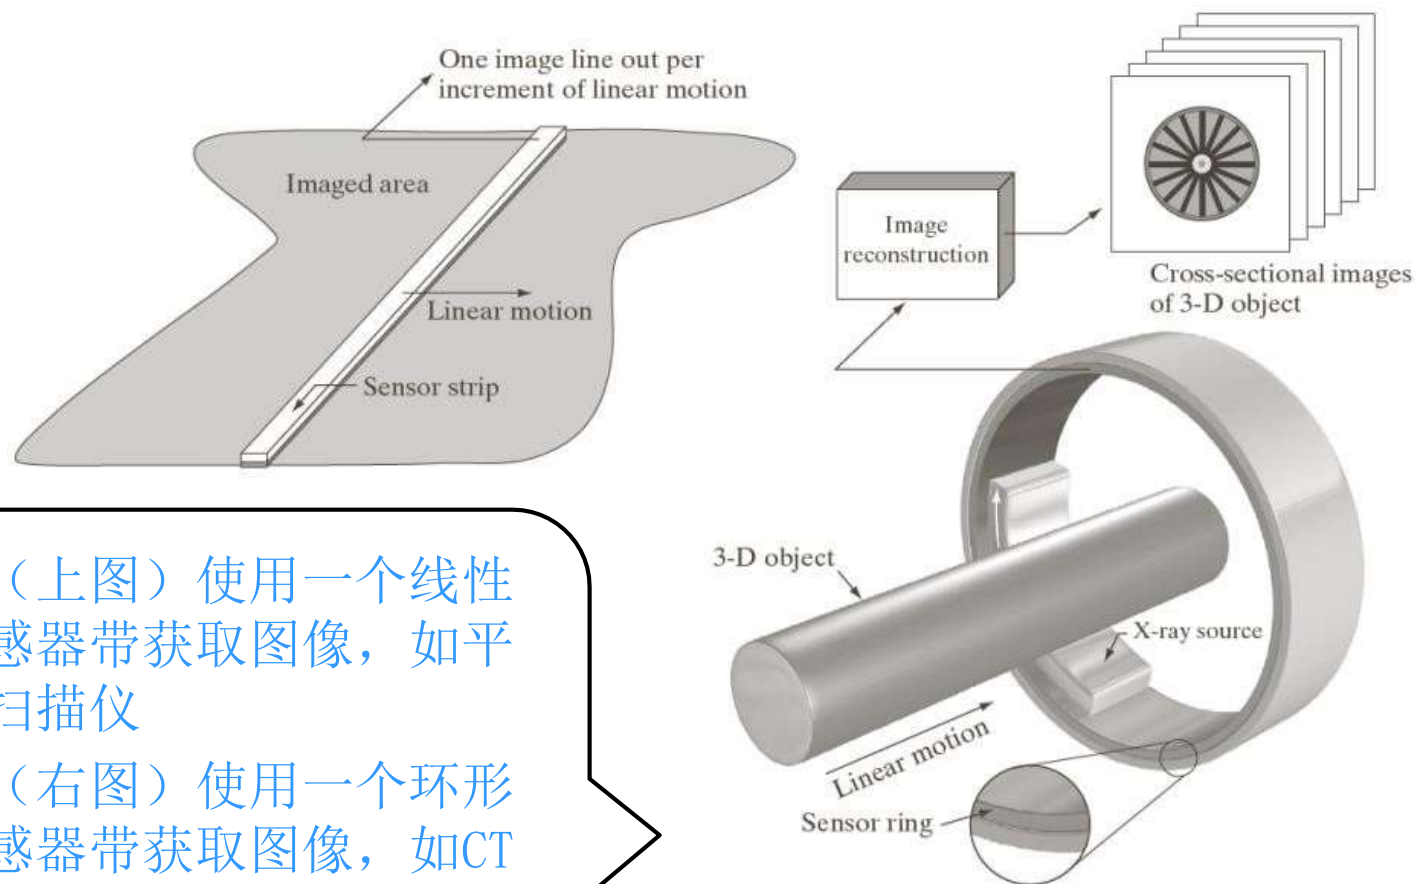 One image line out per
increment of linear motion
Imaged area
Linear motion
Sensor strip
Image
reconstruction
Cross-sectional images
of 3-D object
3-D object
X-ray source
Linear motion
Sensor ring
（上图）使用一个线性
感器带获取图像，如平
扫描仪
（右图）使用一个环形
感器带获取图像，如CT